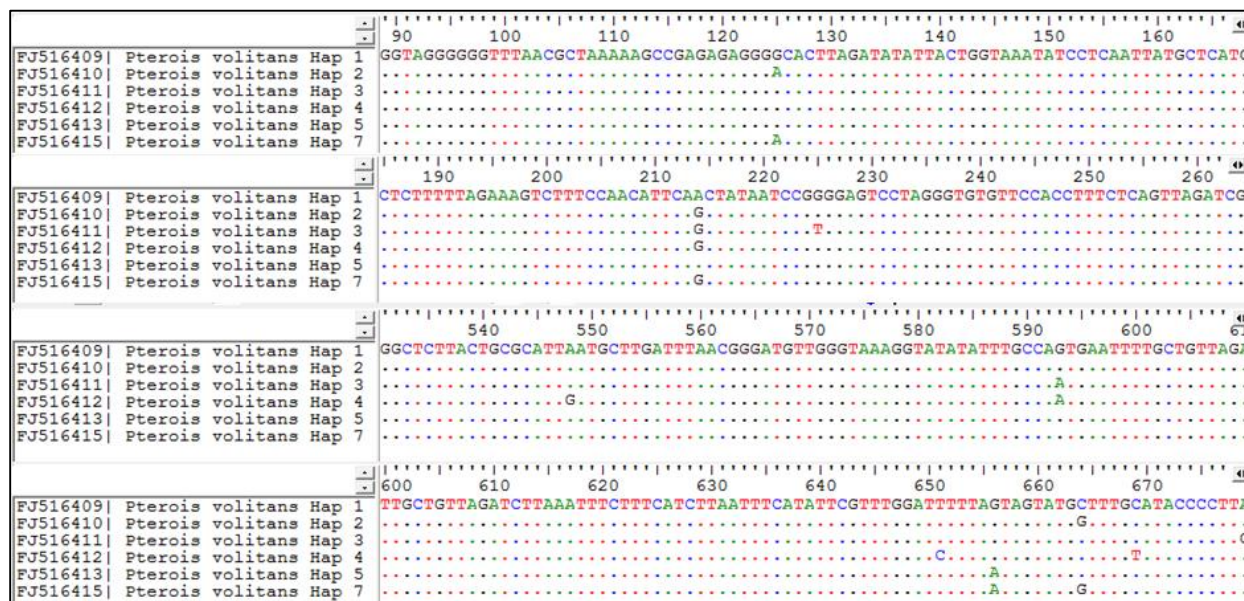 90 100 110 120 130 140 150 160
FJ516409| Pterois volitans Hap 1 GGTAGGGGGGTTTAACGCTAAAAAGCCGAGAGAGGGGCACTTAGATATATTACTGGTAAATATCCTCAATTATGCTCATG
FJ516410| Pterois volitans Hap 2 A
FJ516411| Pterois volitans Hap 3
FJ516412| Pterois volitans Hap 4
FJ516413| Pterois volitans Hap 5
FJ516415| Pterois volitans Hap 7 A
190 200 210 220 230 240 250 260
FJ516409| Pterois volitans Hap 1 CTCTTTTTAGAAAGTCTTTCCAACATTCAACTATAATCCGGGGAGTCCTAGGGTGTGTTCCACCTTTCTCAGTTAGATCG
FJ516410| Pterois volitans Hap 2 G
FJ516411| Pterois volitans Hap 3 G T
FJ516412| Pterois volitans Hap 4 G
FJ516413| Pterois volitans Hap 5
FJ516415| Pterois volitans Hap 7 G
540 550 560 570 580 590 600
FJ516409| Pterois volitans Hap 1 GGCTCTTACTGCGCATTAATGCTTGATTTAACGGGATGTTGGGTAAAGGTATATATTTGCCAGTGAATTTTGCTGTTAGA
FJ516410| Pterois volitans Hap 2
FJ516411| Pterois volitans Hap 3 A
FJ516412| Pterois volitans Hap 4 G A
FJ516413| Pterois volitans Hap 5
FJ516415| Pterois volitans Hap 7
600 610 620 630 640 650 660 670
FJ516409| Pterois volitans Hap 1 TTGCTGTTAGATCTTAAATTTCTTTCATCTTAATTTCATATTCGTTTGGATTTTTAGTAGTATGCTTTGCATACCCCTTA
FJ516410| Pterois volitans Hap 2 G
FJ516411| Pterois volitans Hap 3
FJ516412| Pterois volitans Hap 4 C T
FJ516413| Pterois volitans Hap 5 A
FJ516415| Pterois volitans Hap 7 A G